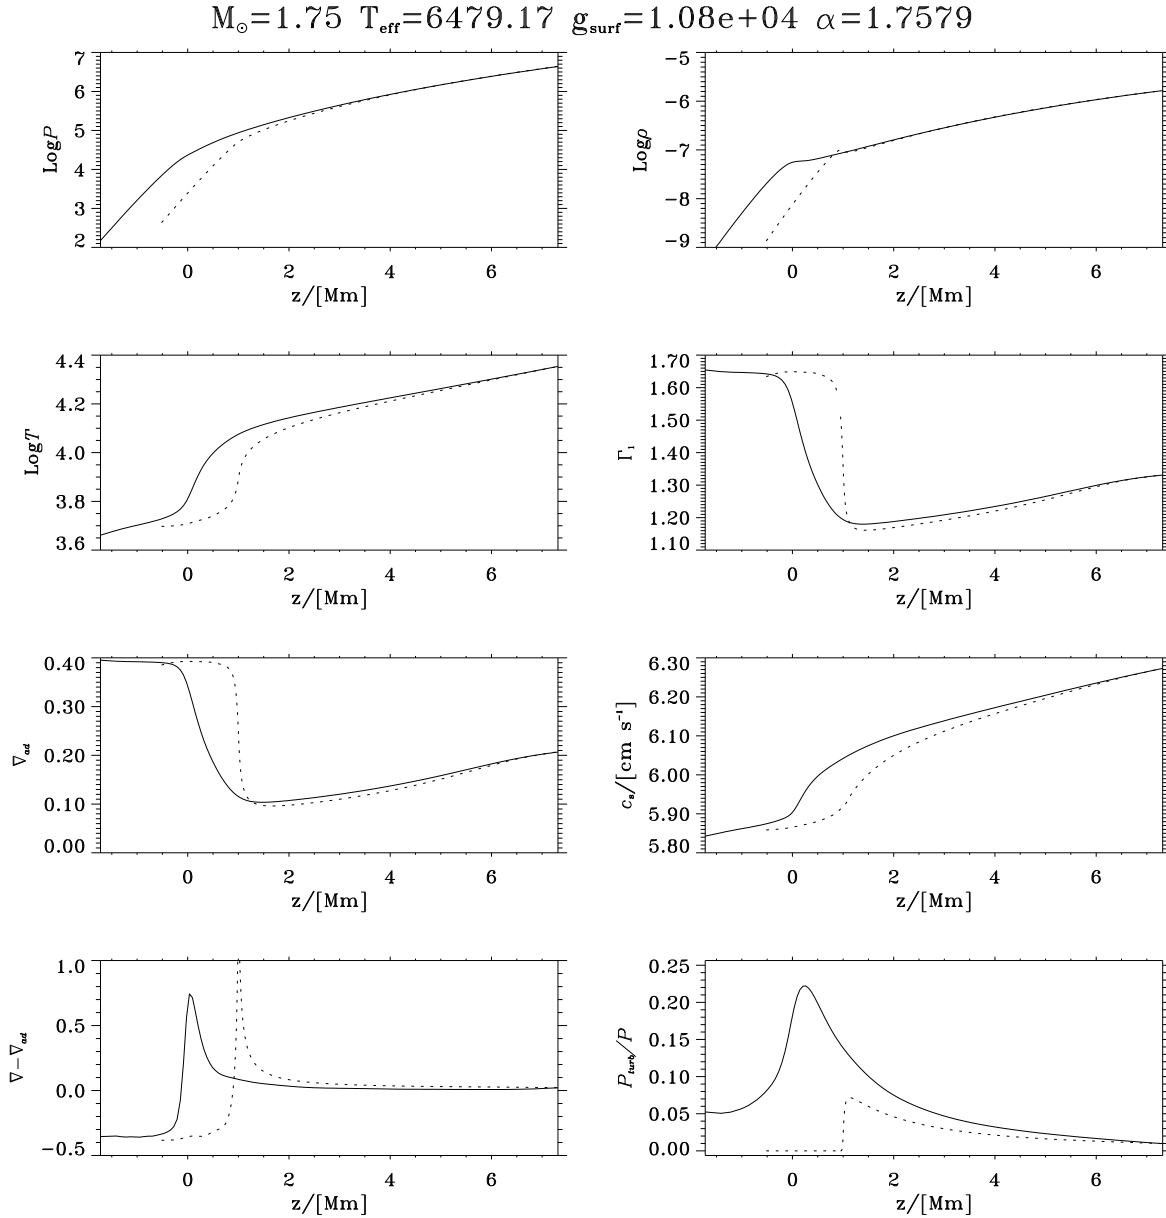 M⊙=1.75 T_eff=6479.17 g_surf=1.08e+04 α=1.7579
7
6
5
4
3
2
LogP
0 2 4 6
z/[Mm]
−5
−6
−7
−8
−9
Logρ
0 2 4 6
z/[Mm]
4.4
4.2
4.0
3.8
3.6
LogT
0 2 4 6
z/[Mm]
1.70
1.60
1.50
1.40
1.30
1.20
1.10
Γ₁
0 2 4 6
z/[Mm]
0.40
0.30
0.20
0.10
0.00
∇_ad
0 2 4 6
z/[Mm]
6.30
6.20
6.10
6.00
5.90
5.80
c_s/[cm s⁻¹]
0 2 4 6
z/[Mm]
1.0
0.5
0.0
−0.5
∇−∇_ad
0 2 4 6
z/[Mm]
0.25
0.20
0.15
0.10
0.05
0.00
P_turb/P
0 2 4 6
z/[Mm]